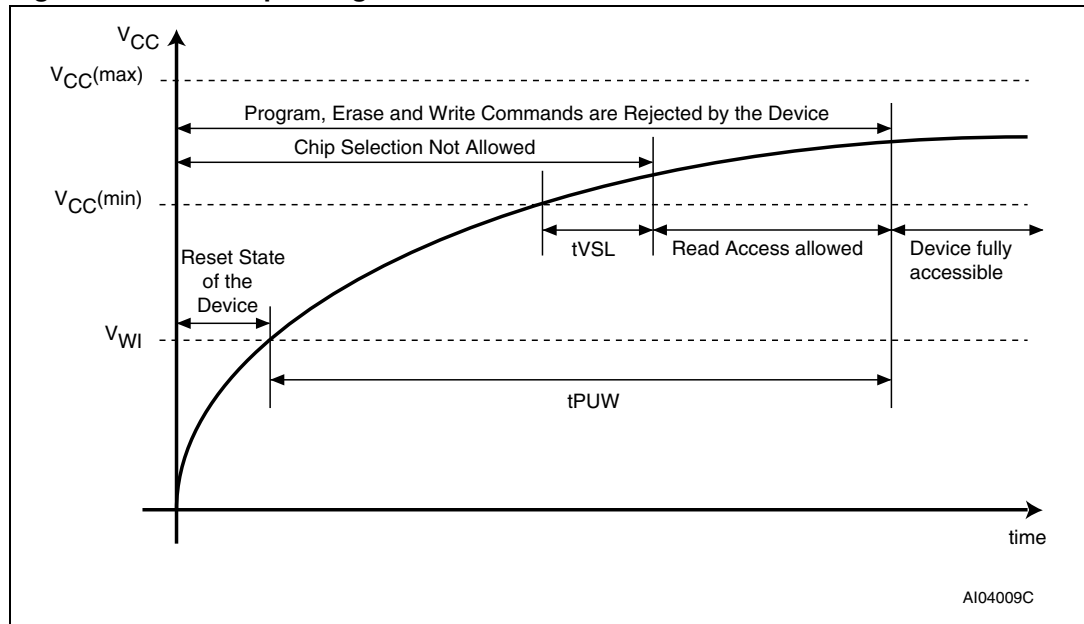 VCC
VCC(max)
Program, Erase and Write Commands are Rejected by the Device
Chip Selection Not Allowed
VCC(min)
tVSL
Read Access allowed
Device fully
accessible
Reset State
of the
Device
VWI
tPUW
time
AI04009C